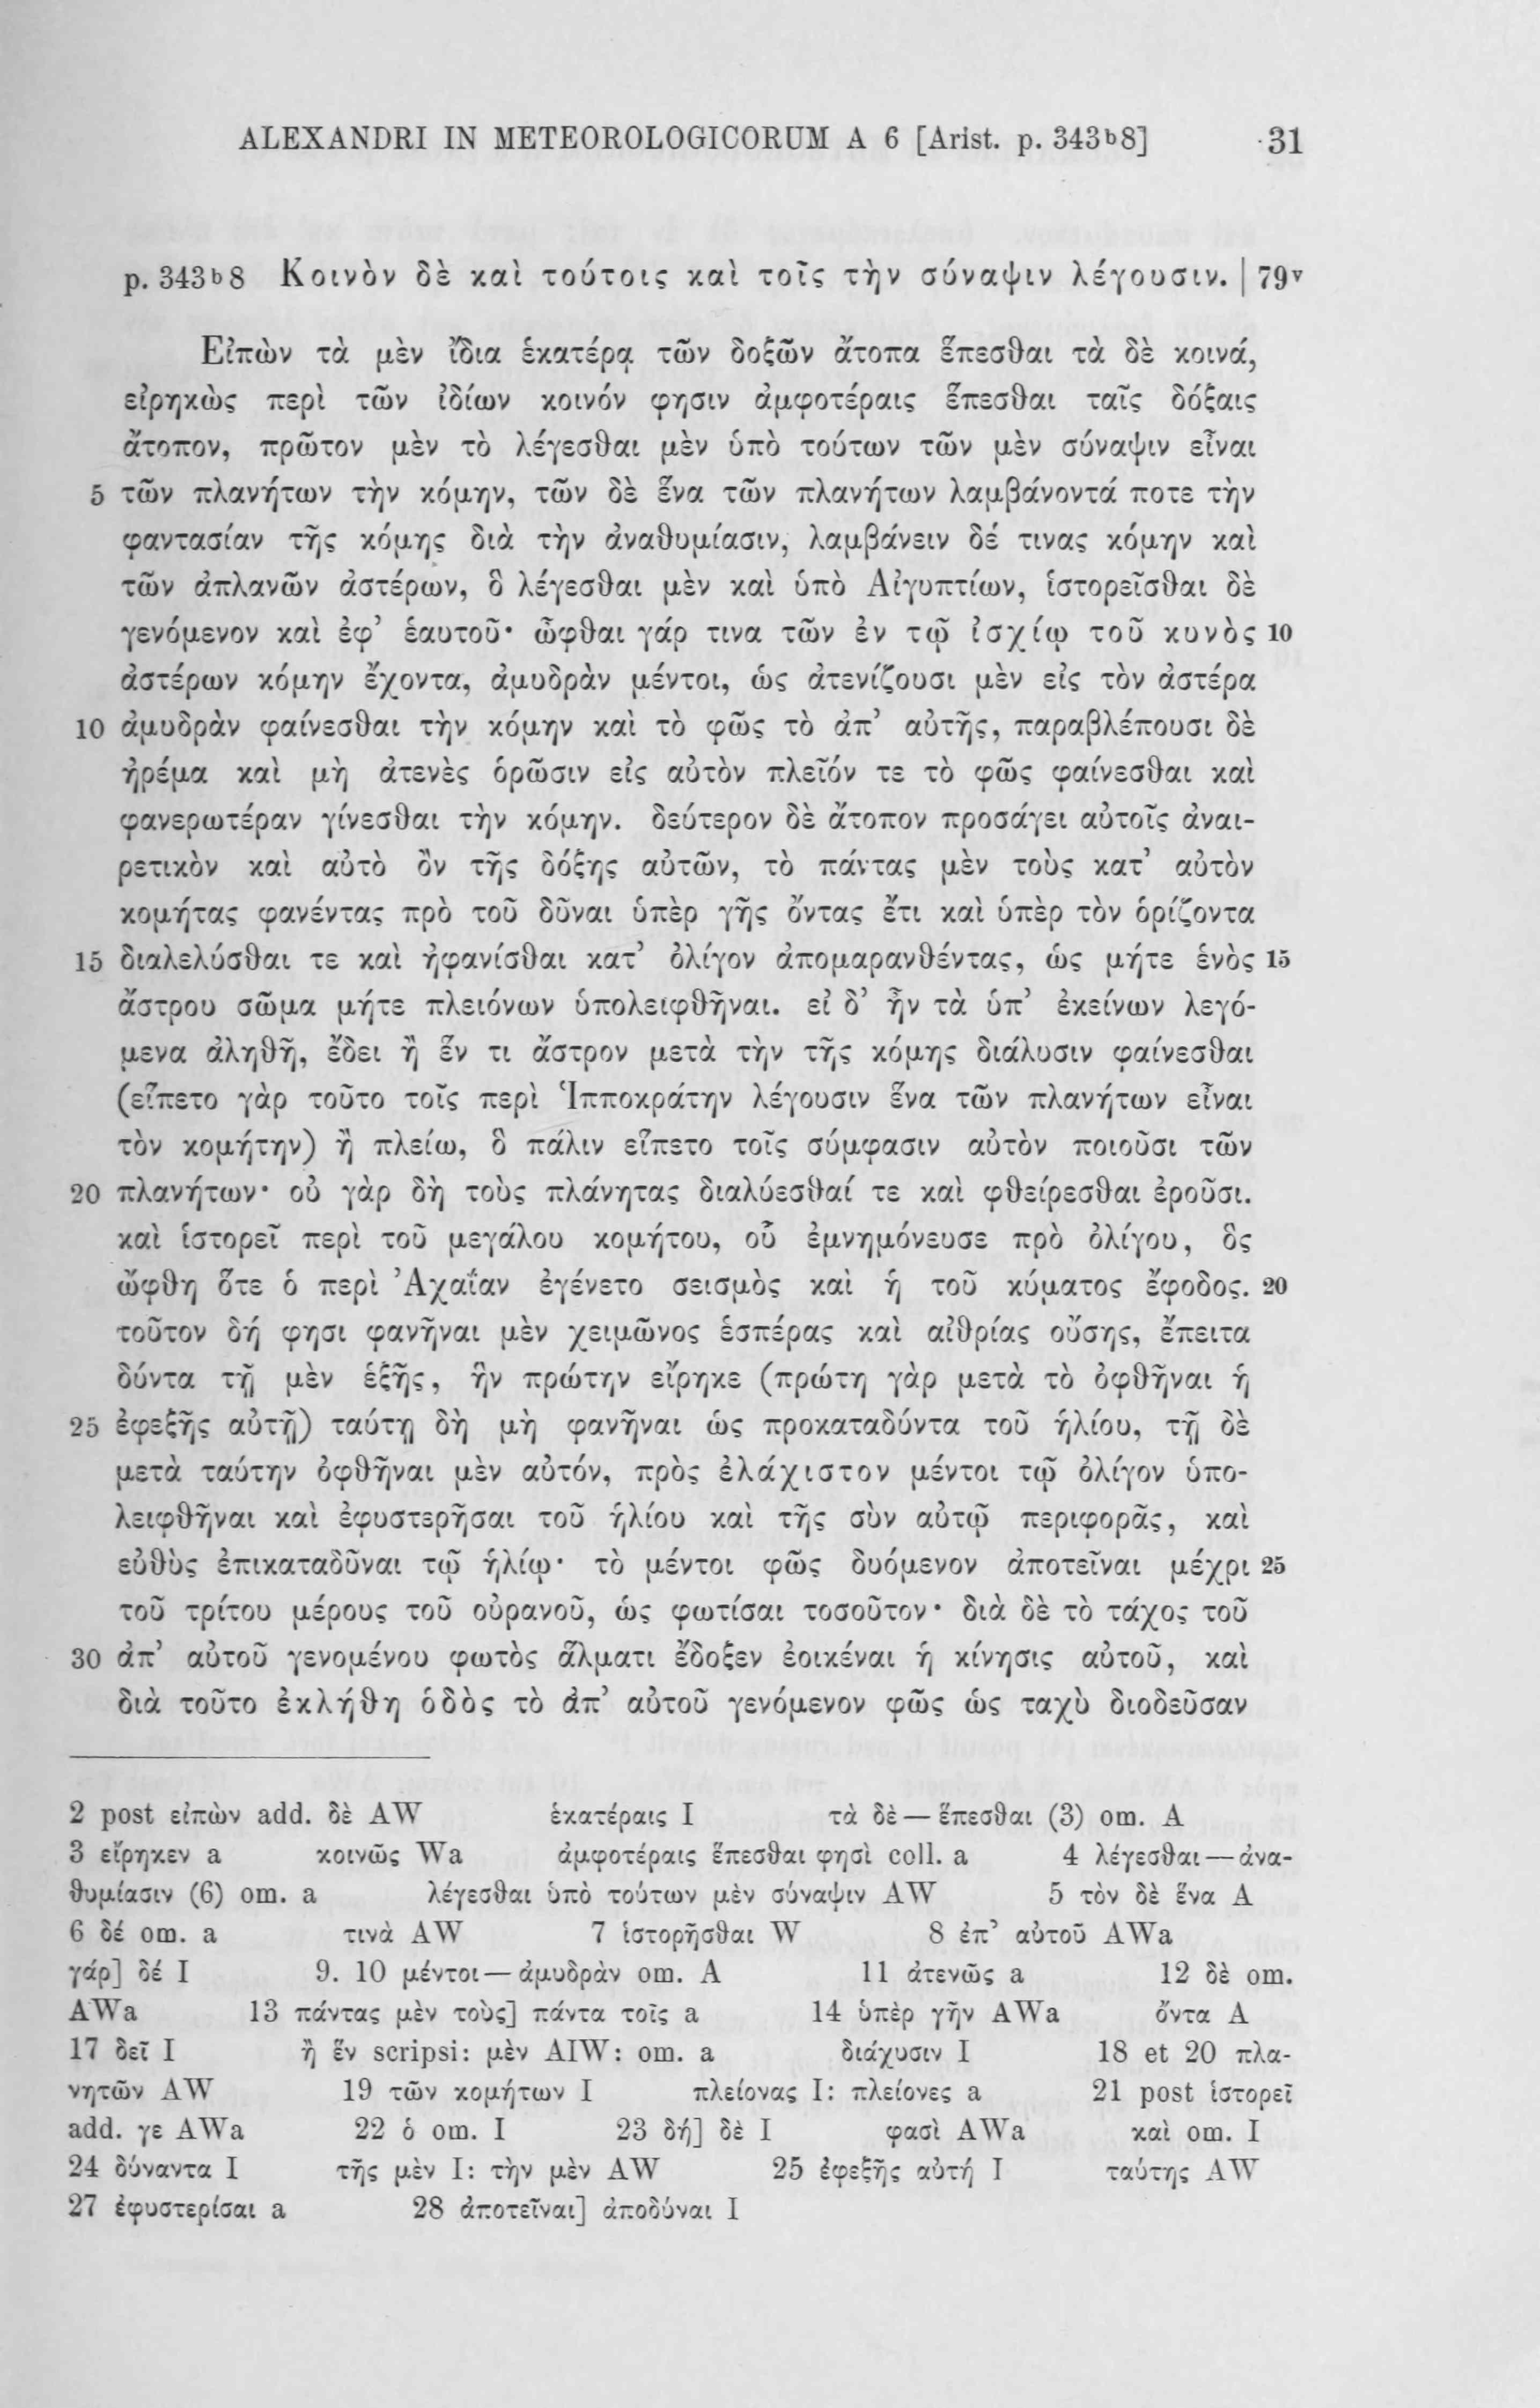 ALEXANDRI IN METEOROLOGICORUM A 6 [Arist. p. 343b8] 31
p. 343b8 Κοινὸν δὲ καὶ τούτοις καὶ τοῖς τὴν σύναψιν λέγουσιν. | 79v
Εἰπὼν τὰ μὲν ἴδια ἑκατέρᾳ τῶν δοξῶν ἄτοπα ἕπεσθαι τὰ δὲ κοινά,
εἰρηκὼς περὶ τῶν ἰδίων κοινόν φησιν ἀμφοτέραις ἕπεσθαι ταῖς δόξαις
ἄτοπον, πρῶτον μὲν τὸ λέγεσθαι μὲν ὑπὸ τούτων τῶν μὲν σύναψιν εἶναι
5 τῶν πλανήτων τὴν κόμην, τῶν δὲ ἕνα τῶν πλανήτων λαμβάνοντά ποτε τὴν
φαντασίαν τῆς κόμης διὰ τὴν ἀναθυμίασιν, λαμβάνειν δέ τινας κόμην καὶ
τῶν ἀπλανῶν ἀστέρων, ὃ λέγεσθαι μὲν καὶ ὑπὸ Αἰγυπτίων, ἱστορεῖσθαι δὲ
γενόμενον καὶ ἐφ’ ἑαυτοῦ· ὦφθαι γάρ τινα τῶν ἐν τῷ ἰσχίῳ τοῦ κυνὸς 10
ἀστέρων κόμην ἔχοντα, ἀμυδρὰν μέντοι, ὡς ἀτενίζουσι μὲν εἰς τὸν ἀστέρα
10 ἀμυδρὰν φαίνεσθαι τὴν κόμην καὶ τὸ φῶς τὸ ἀπ’ αὐτῆς, παραβλέπουσι δὲ
ἠρέμα καὶ μὴ ἀτενὲς ὁρῶσιν εἰς αὐτὸν πλεῖόν τε τὸ φῶς φαίνεσθαι καὶ
φανερωτέραν γίνεσθαι τὴν κόμην. δεύτερον δὲ ἄτοπον προσάγει αὐτοῖς ἀναι-
ρετικὸν καὶ αὐτὸ ὂν τῆς δόξης αὐτῶν, τὸ πάντας μὲν τοὺς κατ’ αὐτὸν
κομήτας φανέντας πρὸ τοῦ δῦναι ὑπὲρ γῆς ὄντας ἔτι καὶ ὑπὲρ τὸν ὁρίζοντα
15 διαλελύσθαι τε καὶ ἠφανίσθαι κατ’ ὀλίγον ἀπομαρανθέντας, ὡς μήτε ἑνὸς 15
ἄστρου σῶμα μήτε πλειόνων ὑπολειφθῆναι. εἰ δ’ ἦν τὰ ὑπ’ ἐκείνων λεγό-
μενα ἀληθῆ, ἔδει ἢ ἕν τι ἄστρον μετὰ τὴν τῆς κόμης διάλυσιν φαίνεσθαι
(εἵπετο γὰρ τοῦτο τοῖς περὶ Ἱπποκράτην λέγουσιν ἕνα τῶν πλανήτων εἶναι
τὸν κομήτην) ἢ πλείω, ὃ πάλιν εἵπετο τοῖς σύμφασιν αὐτὸν ποιοῦσι τῶν
20 πλανήτων· οὐ γὰρ δὴ τοὺς πλάνητας διαλύεσθαί τε καὶ φθείρεσθαι ἐροῦσι.
καὶ ἱστορεῖ περὶ τοῦ μεγάλου κομήτου, οὗ ἐμνημόνευσε πρὸ ὀλίγου, ὃς
ὤφθη ὅτε ὁ περὶ Ἀχαΐαν ἐγένετο σεισμὸς καὶ ἡ τοῦ κύματος ἔφοδος. 20
τοῦτον δή φησι φανῆναι μὲν χειμῶνος ἑσπέρας καὶ αἰθρίας οὔσης, ἔπειτα
δύντα τῇ μὲν ἑξῆς, ἣν πρώτην εἴρηκε (πρώτη γὰρ μετὰ τὸ ὀφθῆναι ἡ
25 ἐφεξῆς αὐτῇ) ταύτῃ δὴ μὴ φανῆναι ὡς προκαταδύντα τοῦ ἡλίου, τῇ δὲ
μετὰ ταύτην ὀφθῆναι μὲν αὐτόν, πρὸς ἐλάχιστον μέντοι τῷ ὀλίγον ὑπο-
λειφθῆναι καὶ ἐφυστερῆσαι τοῦ ἡλίου καὶ τῆς σὺν αὐτῷ περιφορᾶς, καὶ
εὐθὺς ἐπικαταδῦναι τῷ ἡλίῳ· τὸ μέντοι φῶς δυόμενον ἀποτεῖναι μέχρι 25
τοῦ τρίτου μέρους τοῦ οὐρανοῦ, ὡς φωτίσαι τοσοῦτον· διὰ δὲ τὸ τάχος τοῦ
30 ἀπ’ αὐτοῦ γενομένου φωτὸς ἅλματι ἔδοξεν ἐοικέναι ἡ κίνησις αὐτοῦ, καὶ
διὰ τοῦτο ἐκλήθη ὁδὸς τὸ ἀπ’ αὐτοῦ γενόμενον φῶς ὡς ταχὺ διοδεῦσαν
2 post εἰπὼν add. δὲ AW ἑκατέραις I τὰ δὲ — ἕπεσθαι (3) om. A
3 εἴρηκεν a κοινῶς Wa ἀμφοτέραις ἕπεσθαι φησὶ coll. a 4 λέγεσθαι — ἀνα-
θυμίασιν (6) om. a λέγεσθαι ὑπὸ τούτων μὲν σύναψιν AW 5 τὸν δὲ ἕνα A
6 δέ om. a τινὰ AW 7 ἱστορῆσθαι W 8 ἐπ’ αὐτοῦ AWa
γάρ] δέ I 9. 10 μέντοι — ἀμυδρὰν om. A 11 ἀτενῶς a 12 δὲ om.
AWa 13 πάντας μὲν τοὺς] πάντα τοῖς a 14 ὑπὲρ γῆν AWa ὄντα A
17 δεῖ I ἢ ἕν scripsi: μὲν AIW: om. a διάχυσιν I 18 et 20 πλα-
νητῶν AW 19 τῶν κομήτων I πλείονας I: πλείονες a 21 post ἱστορεῖ
add. γε AWa 22 ὁ om. I 23 δή] δὲ I φασὶ AWa καὶ om. I
24 δύναντα I τῆς μὲν I: τὴν μὲν AW 25 ἐφεξῆς αὐτή I ταύτης AW
27 ἐφυστερίσαι a 28 ἀποτεῖναι] ἀποδύναι I